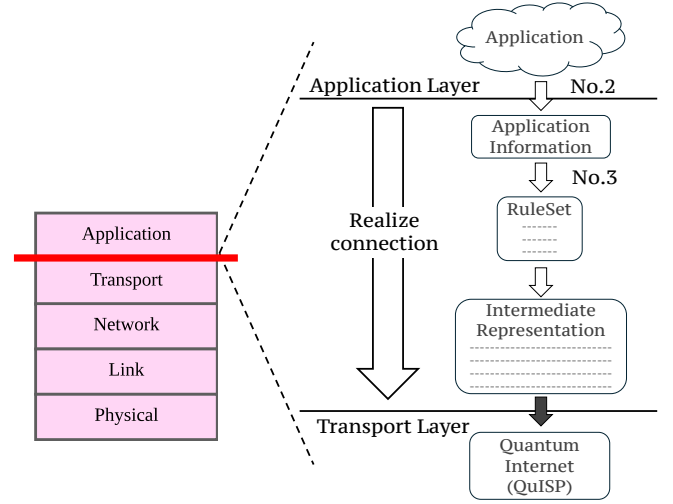 Application
Transport
Network
Link
Physical
Application
Application Layer
No.2
Application
Information
No.3
RuleSet
Realize
connection
Intermediate
Representation
Transport Layer
Quantum
Internet
(QuISP)